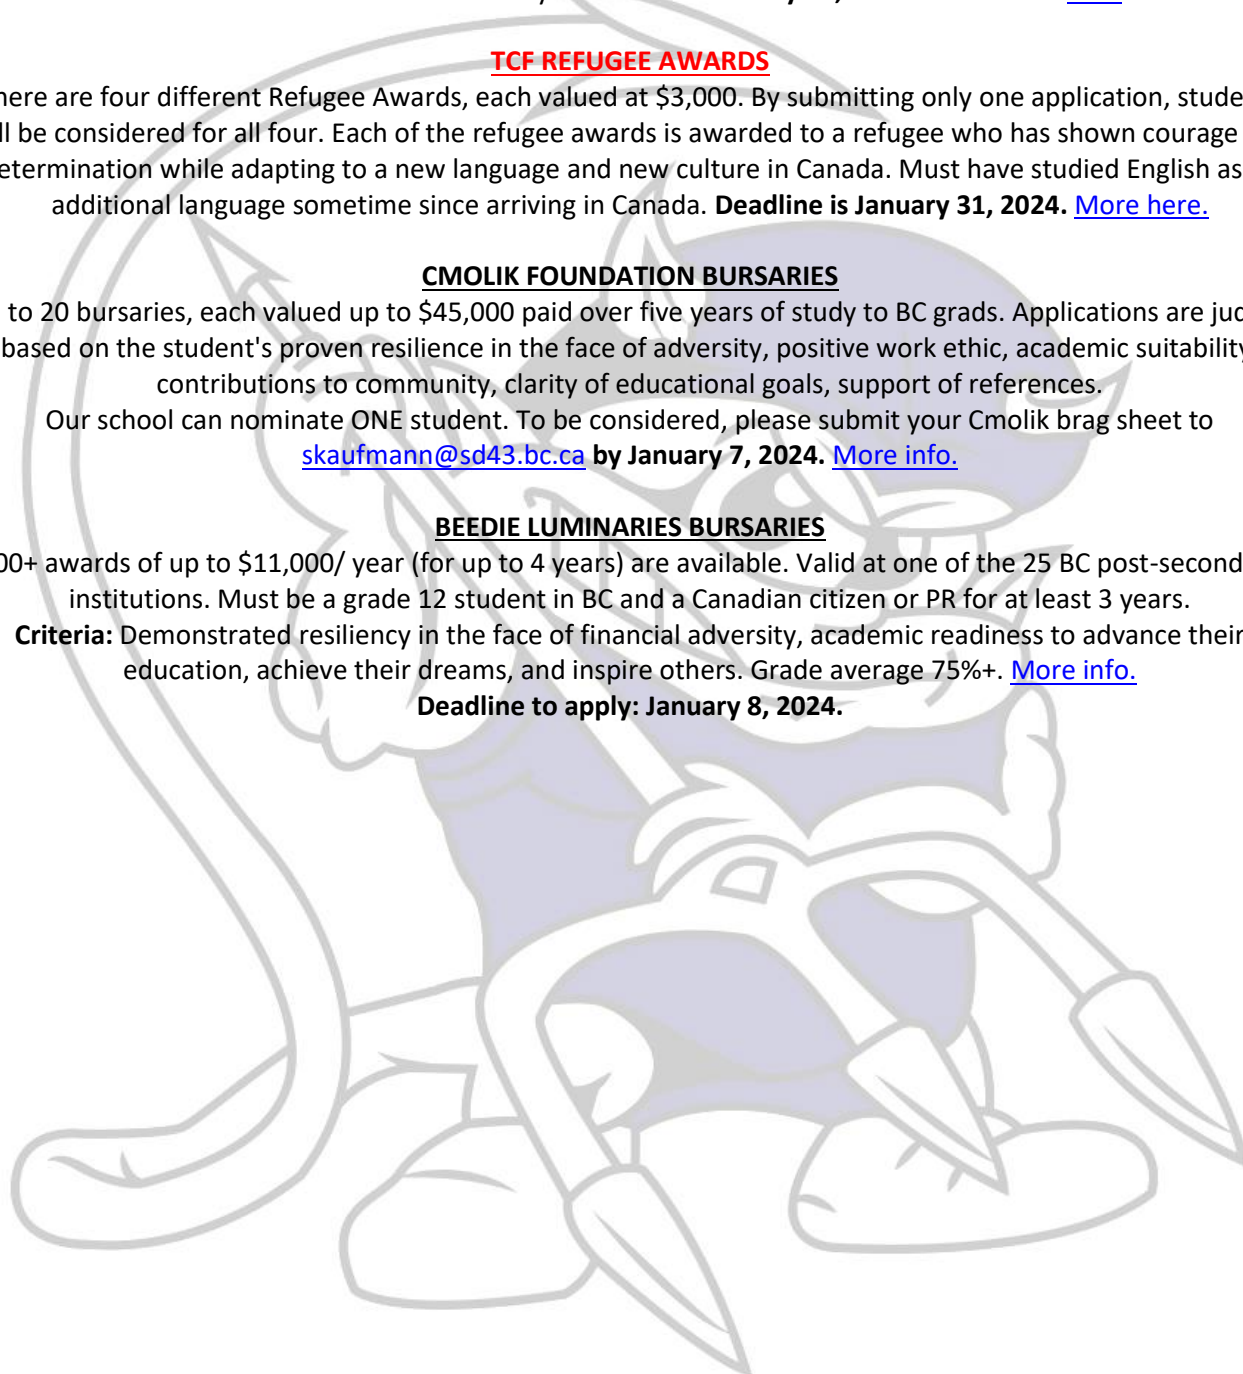 TCF REFUGEE AWARDS
here are four different Refugee Awards, each valued at $3,000. By submitting only one application, stude
ll be considered for all four. Each of the refugee awards is awarded to a refugee who has shown courage
etermination while adapting to a new language and new culture in Canada. Must have studied English as
additional language sometime since arriving in Canada. Deadline is January 31, 2024. More here.
CMOLIK FOUNDATION BURSARIES
to 20 bursaries, each valued up to $45,000 paid over five years of study to BC grads. Applications are jud
based on the student's proven resilience in the face of adversity, positive work ethic, academic suitability
contributions to community, clarity of educational goals, support of references.
Our school can nominate ONE student. To be considered, please submit your Cmolik brag sheet to
skaufmann@sd43.bc.ca by January 7, 2024. More info.
BEEDIE LUMINARIES BURSARIES
00+ awards of up to $11,000/ year (for up to 4 years) are available. Valid at one of the 25 BC post-second
institutions. Must be a grade 12 student in BC and a Canadian citizen or PR for at least 3 years.
Criteria: Demonstrated resiliency in the face of financial adversity, academic readiness to advance their
education, achieve their dreams, and inspire others. Grade average 75%+. More info.
Deadline to apply: January 8, 2024.